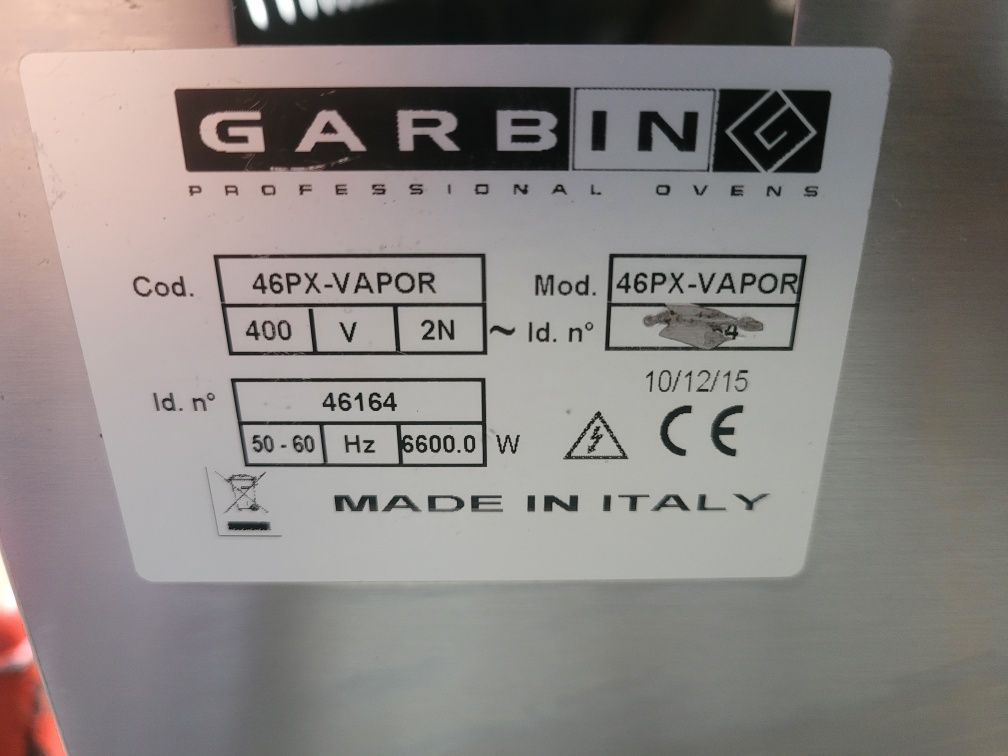 GARBIN
PROFESSIONAL OVENS
Cod. 46PX-VAPOR Mod. 46PX-VAPOR
400 V 2N ~ Id. n° 
Id. n° 46164 10/12/15
50 - 60 Hz 6600.0 W CE
MADE IN ITALY